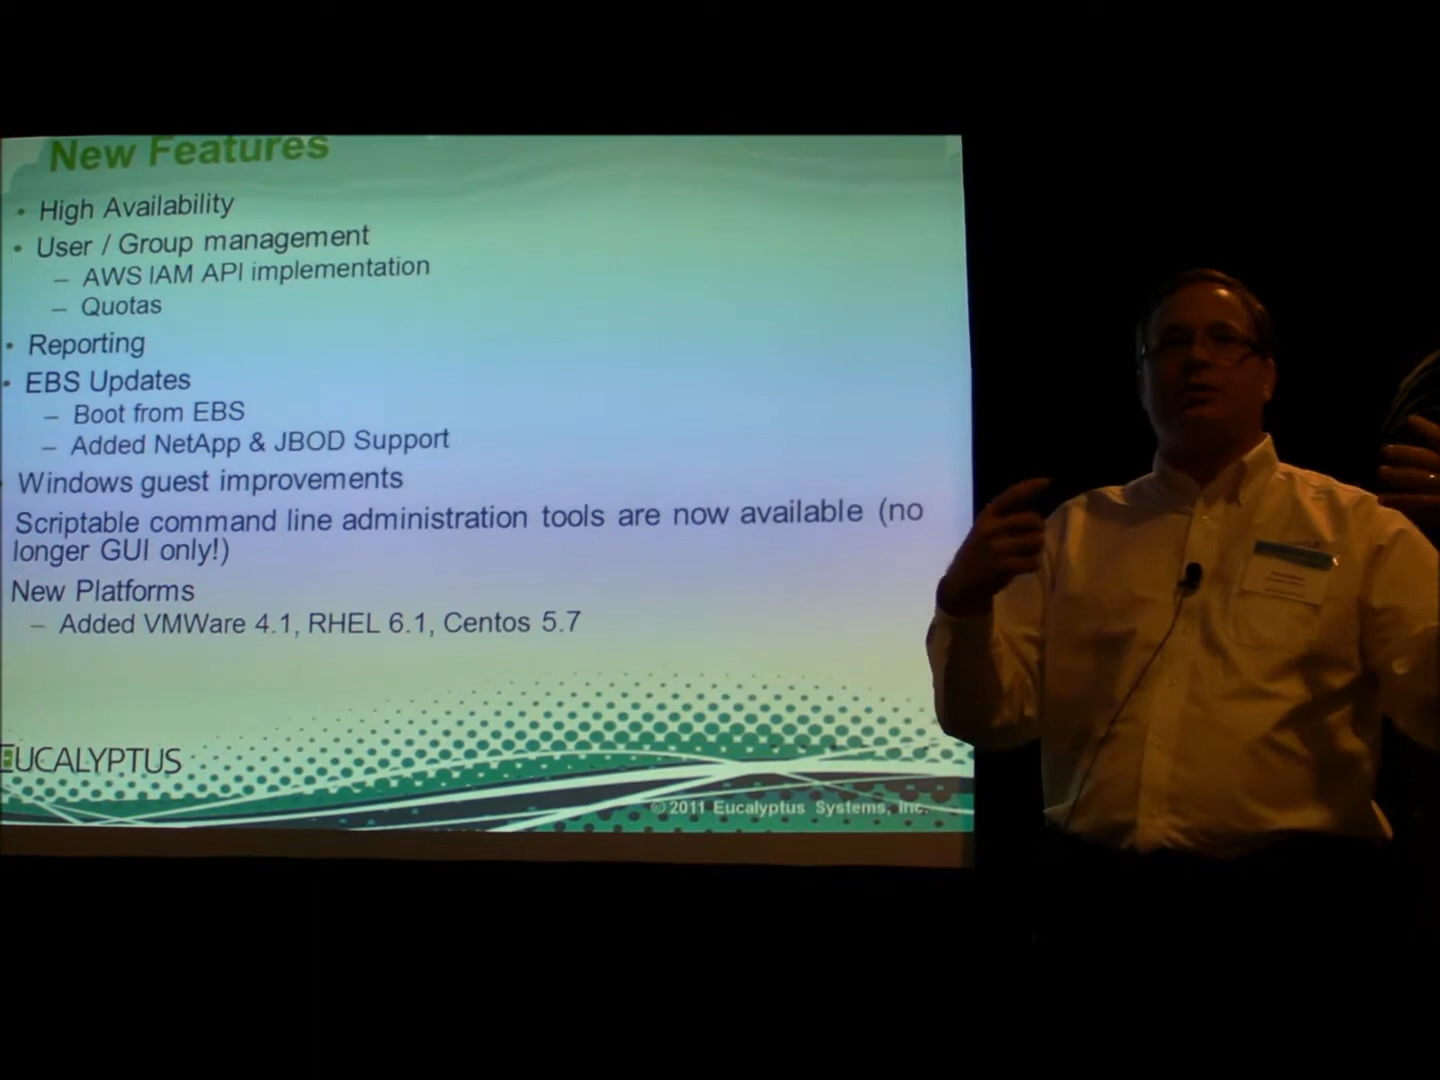 New Features
• High Availability
• User / Group management
– AWS IAM API implementation
– Quotas
• Reporting
• EBS Updates
– Boot from EBS
– Added NetApp & JBOD Support
Windows guest improvements
Scriptable command line administration tools are now available (no
longer GUI only!)
New Platforms
– Added VMWare 4.1, RHEL 6.1, Centos 5.7
EUCALYPTUS
© 2011 Eucalyptus Systems, Inc.